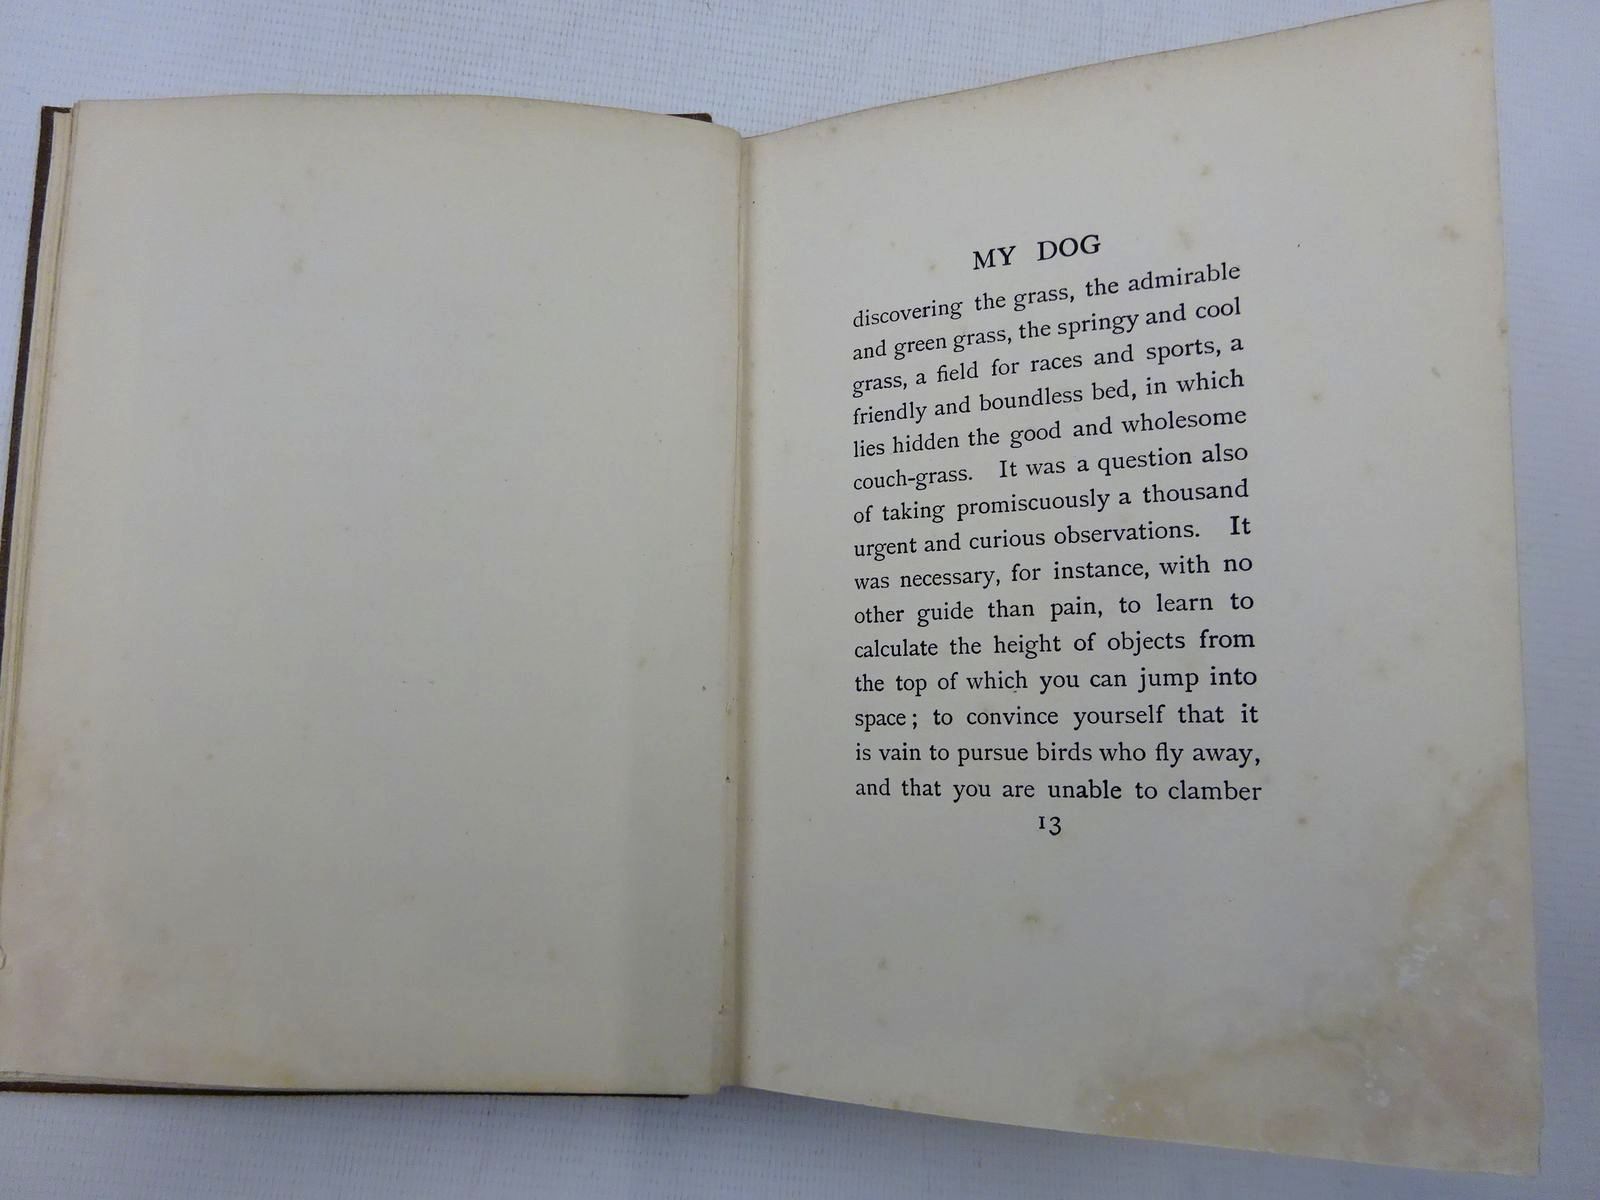 MY DOG
discovering the grass, the admirable
and green grass, the springy and cool
grass, a field for races and sports, a
friendly and boundless bed, in which
lies hidden the good and wholesome
couch-grass. It was a question also
of taking promiscuously a thousand
urgent and curious observations. It
was necessary, for instance, with no
other guide than pain, to learn to
calculate the height of objects from
the top of which you can jump into
space; to convince yourself that it
is vain to pursue birds who fly away,
and that you are unable to clamber
13